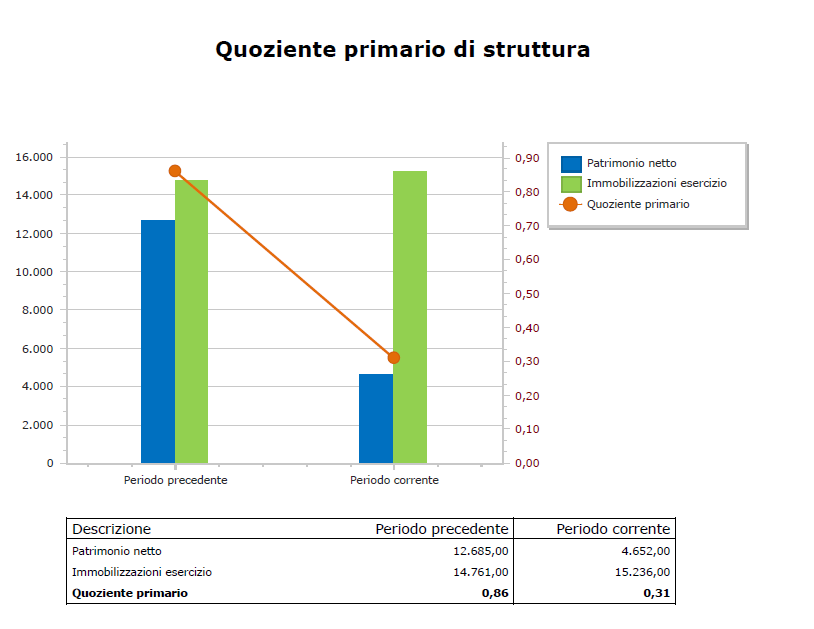 Quoziente primario di struttura
16.000
14.000
12.000
10.000
8.000
6.000
4.000
2.000
0
0,90
0,80
0,70
0,60
0,50
0,40
0,30
0,20
0,10
0,00
Patrimonio netto
Immobilizzazioni esercizio
Quoziente primario
Periodo precedente Periodo corrente
Descrizione Periodo precedente Periodo corrente
Patrimonio netto 12.685,00 4.652,00
Immobilizzazioni esercizio 14.761,00 15.236,00
Quoziente primario 0,86 0,31